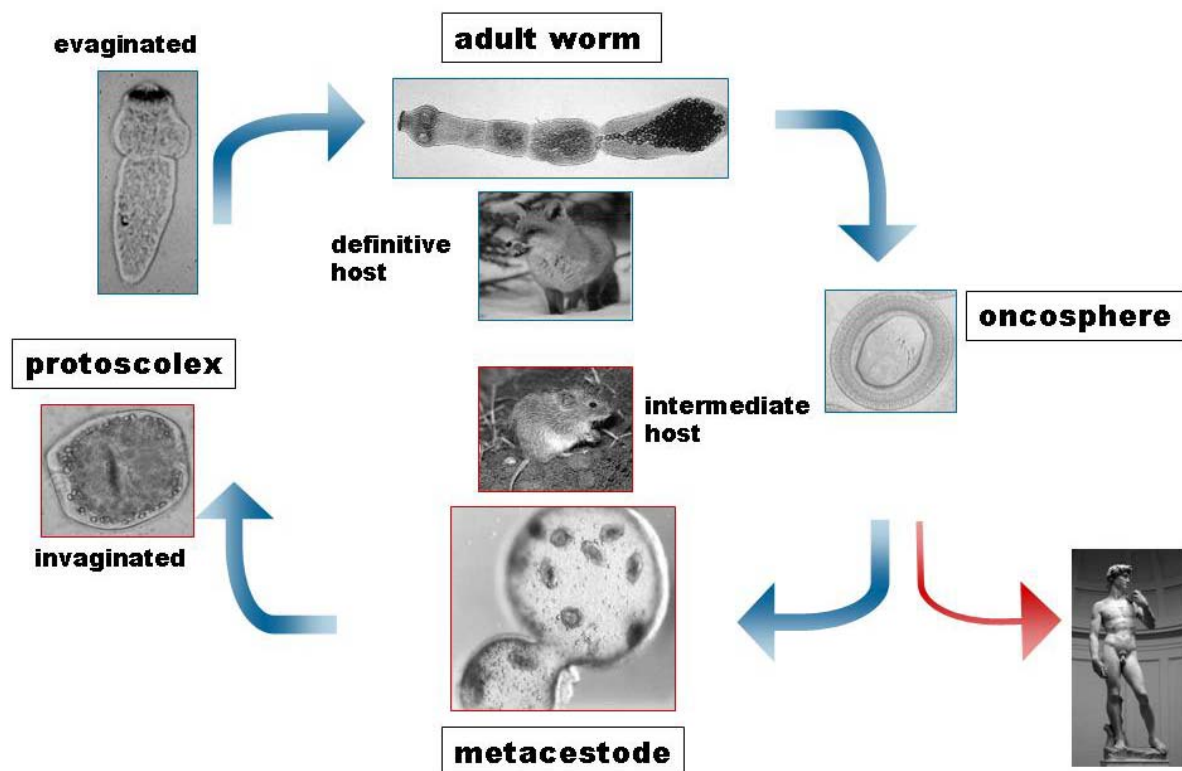 evaginated
adult worm
definitive
host
oncosphere
protoscolex
intermediate
host
invaginated
metacestode